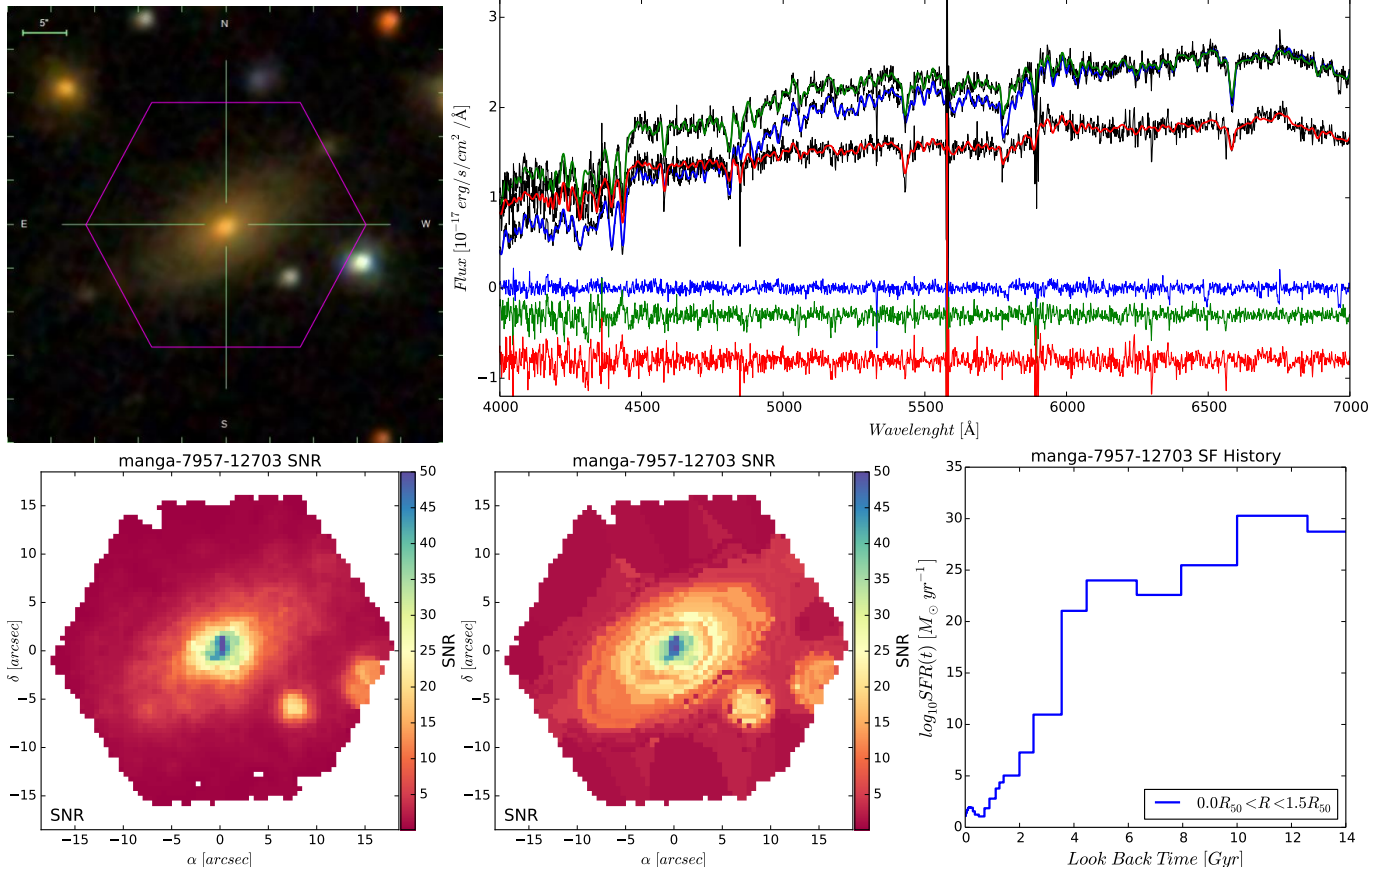 5"
N
E
W
S
3
2
1
0
−1
Flux [10⁻¹⁷ erg/s/cm² /Å]
4000 4500 5000 5500 6000 6500 7000
Wavelenght [Å]
manga-7957-12703 SNR
15
10
5
0
−5
−10
−15
δ [arcsec]
SNR
−15 −10 −5 0 5 10 15
α [arcsec]
50
45
40
35
30
25
20
15
10
5
SNR
manga-7957-12703 SNR
15
10
5
0
−5
−10
−15
δ [arcsec]
SNR
−15 −10 −5 0 5 10 15
α [arcsec]
50
45
40
35
30
25
20
15
10
5
SNR
manga-7957-12703 SF History
35
30
25
20
15
10
5
0
log₁₀SFR(t) [M☉ yr⁻¹]
0.0R₅₀<R<1.5R₅₀
0 2 4 6 8 10 12 14
Look Back Time [Gyr]